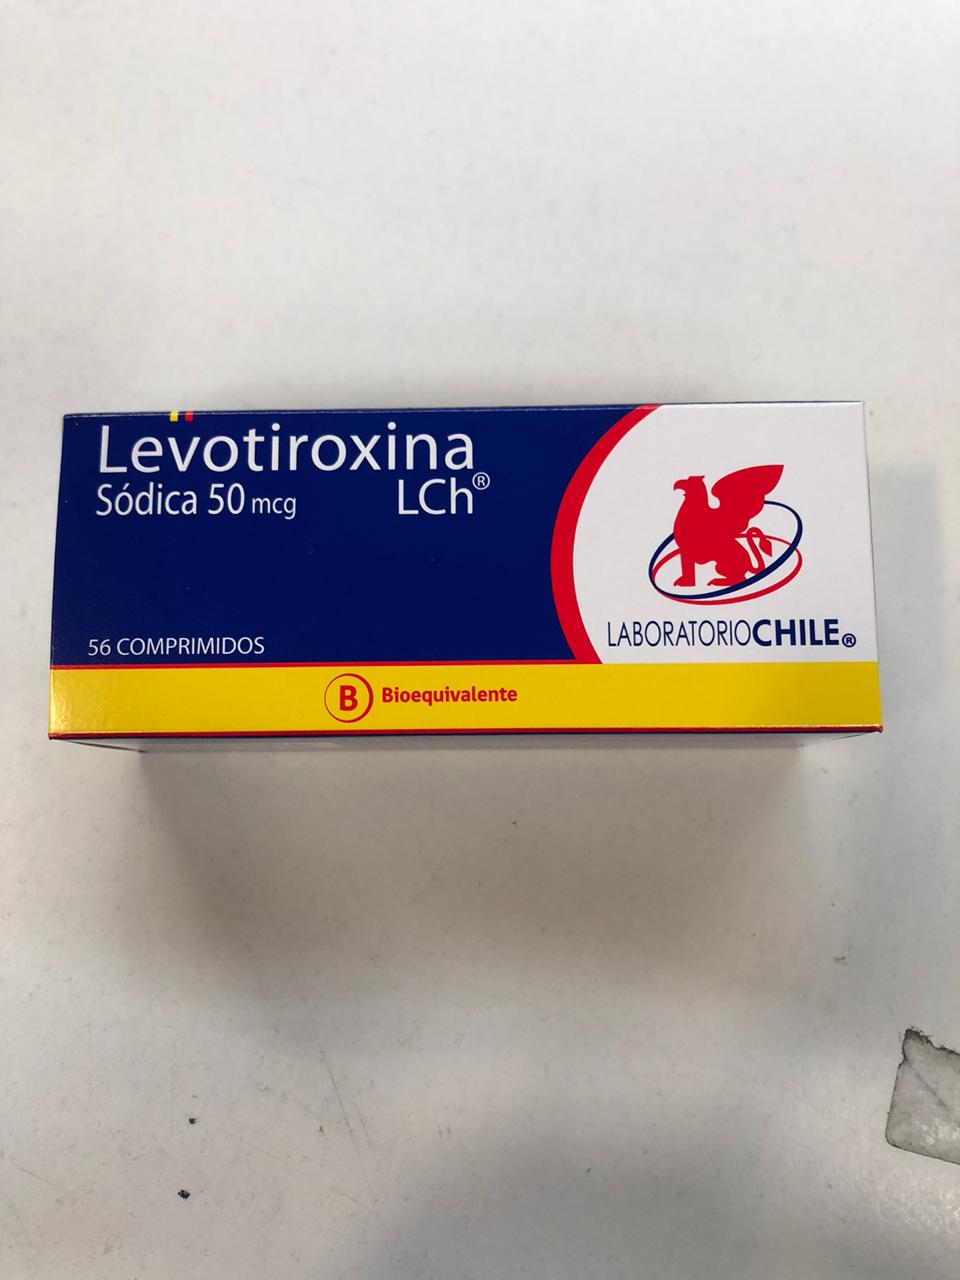 Levotiroxina
Sódica 50 mcg LCh®
56 COMPRIMIDOS
LABORATORIOCHILE®
B Bioequivalente